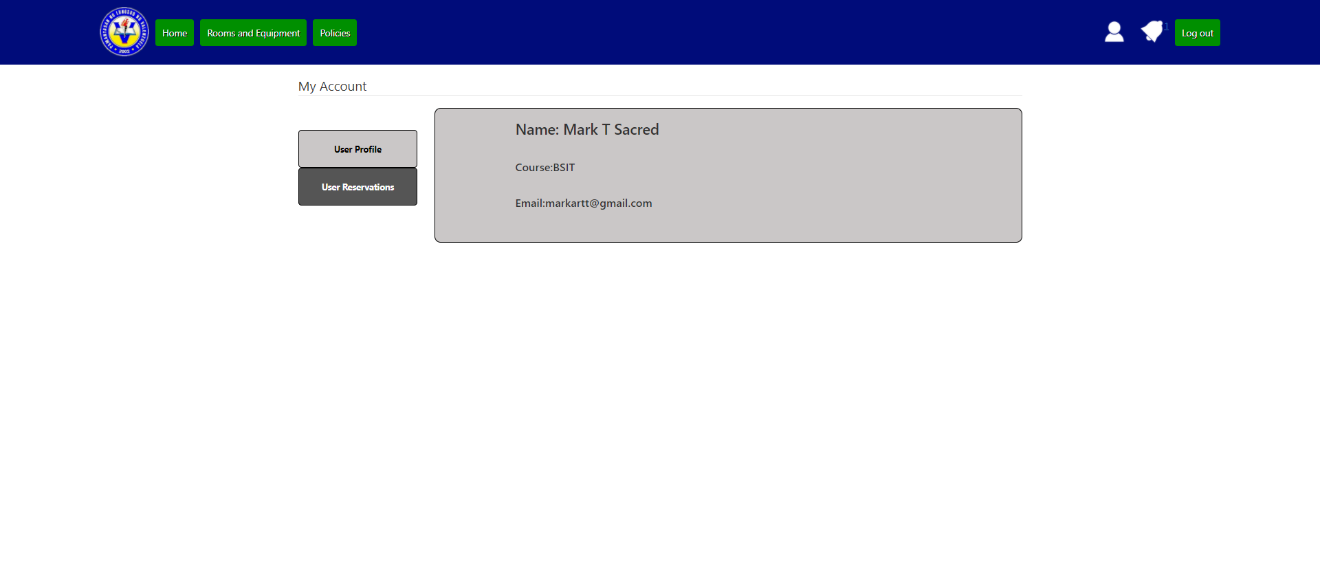 Home
Rooms and Equipment
Policies
1
Log out
My Account
User Profile
User Reservations
Name: Mark T Sacred
Course:BSIT
Email:markartt@gmail.com